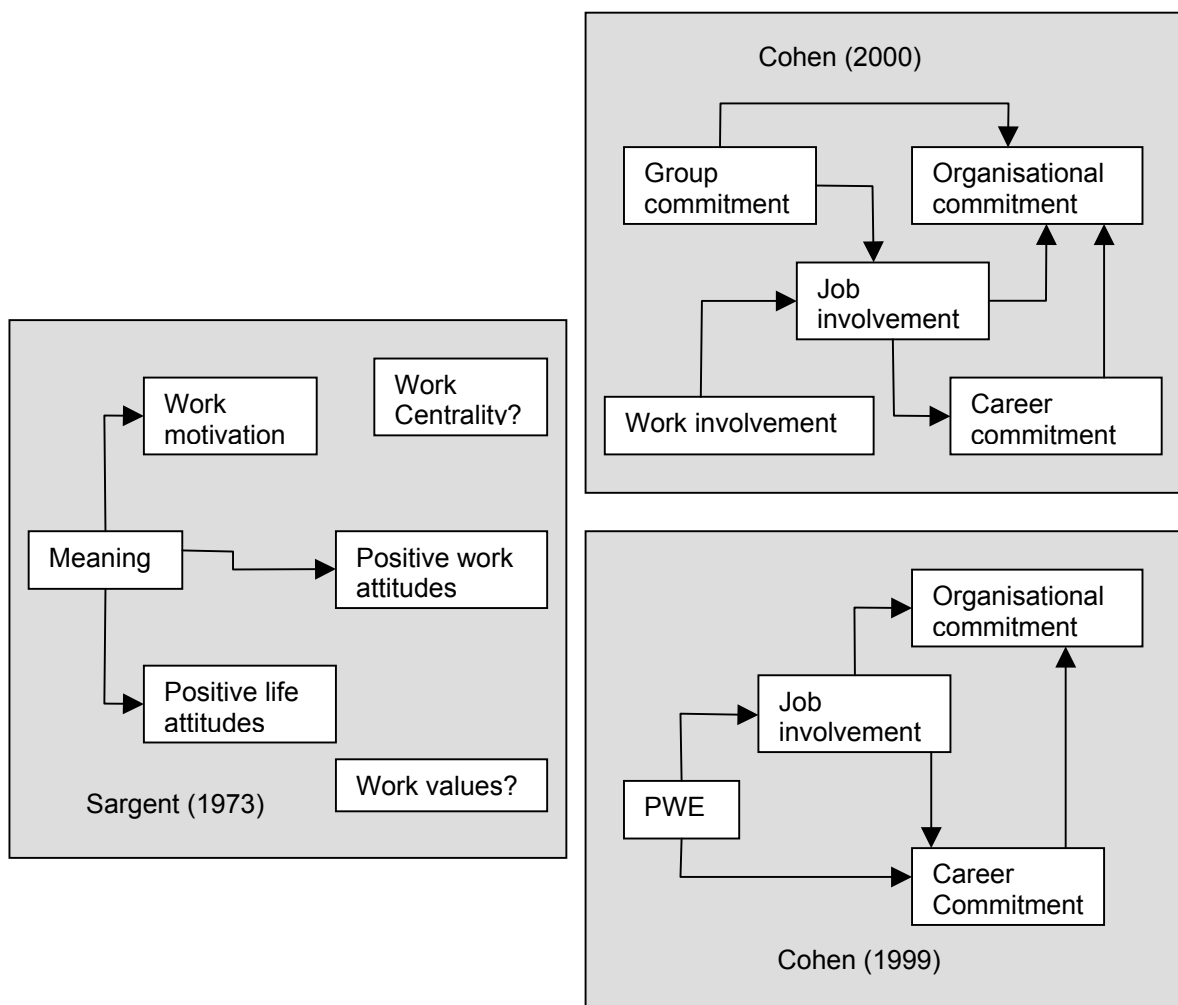 Cohen (2000)
Group
commitment
Organisational
commitment
Job
involvement
Work involvement
Career
commitment
Work
Centrality?
Work
motivation
Meaning
Positive work
attitudes
Positive life
attitudes
Work values?
Sargent (1973)
Organisational
commitment
Job
involvement
PWE
Career
Commitment
Cohen (1999)